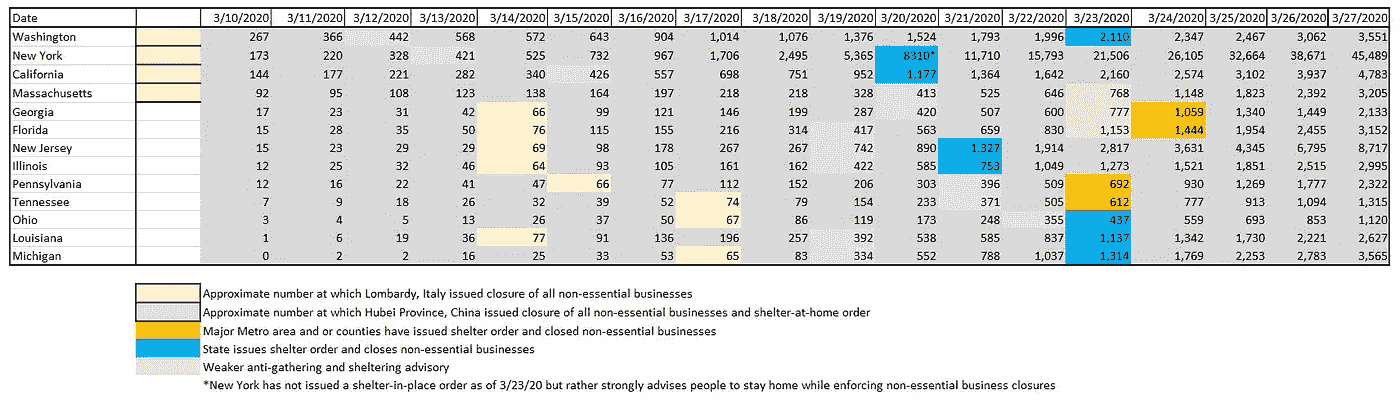 Date 3/10/2020 3/11/2020 3/12/2020 3/13/2020 3/14/2020 3/15/2020 3/16/2020 3/17/2020 3/18/2020 3/19/2020 3/20/2020 3/21/2020 3/22/2020 3/23/2020 3/24/2020 3/25/2020 3/26/2020 3/27/2020
Washington 267 366 442 568 572 643 904 1,014 1,076 1,376 1,524 1,793 1,996 2,110 2,347 2,467 3,062 3,551
New York 173 220 328 421 525 732 967 1,706 2,495 5,365 8310* 11,710 15,793 21,506 26,105 32,664 38,671 45,489
California 144 177 221 282 340 426 557 698 751 952 1,177 1,364 1,642 2,160 2,574 3,102 3,937 4,783
Massachusetts 92 95 108 123 138 164 197 218 218 328 413 525 646 768 1,148 1,823 2,392 3,205
Georgia 17 23 31 42 66 99 121 146 199 287 420 507 600 777 1,059 1,340 1,449 2,133
Florida 15 28 35 50 76 115 155 216 314 417 563 659 830 1,153 1,444 1,954 2,455 3,152
New Jersey 15 23 29 29 69 98 178 267 267 742 890 1,327 1,914 2,817 3,631 4,345 6,795 8,717
Illinois 12 25 32 46 64 93 105 161 162 422 585 753 1,049 1,273 1,521 1,851 2,515 2,995
Pennsylvania 12 16 22 41 47 66 77 112 152 206 303 396 509 692 930 1,269 1,777 2,322
Tennessee 7 9 18 26 32 39 52 74 79 154 233 371 505 612 777 913 1,094 1,315
Ohio 3 4 5 13 26 37 50 67 86 119 173 248 355 437 559 693 853 1,120
Louisiana 1 6 19 36 77 91 136 196 257 392 538 585 837 1,137 1,342 1,730 2,221 2,627
Michigan 0 2 2 16 25 33 53 65 83 334 552 788 1,037 1,314 1,769 2,253 2,783 3,565
Approximate number at which Lombardy, Italy issued closure of all non-essential businesses
Approximate number at which Hubei Province, China issued closure of all non-essential businesses and shelter-at-home order
Major Metro area and or counties have issued shelter order and closed non-essential businesses
State issues shelter order and closes non-essential businesses
Weaker anti-gathering and sheltering advisory
*New York has not issued a shelter-in-place order as of 3/23/20 but rather strongly advises people to stay home while enforcing non-essential business closures